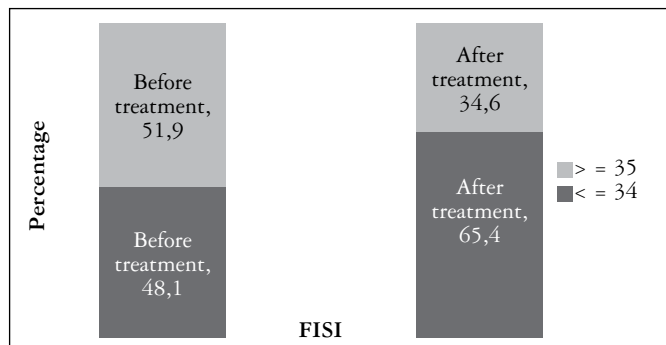 Percentage
Before
treatment,
51,9
Before
treatment,
48,1
After
treatment,
34,6
After
treatment,
65,4
> = 35
< = 34
FISI